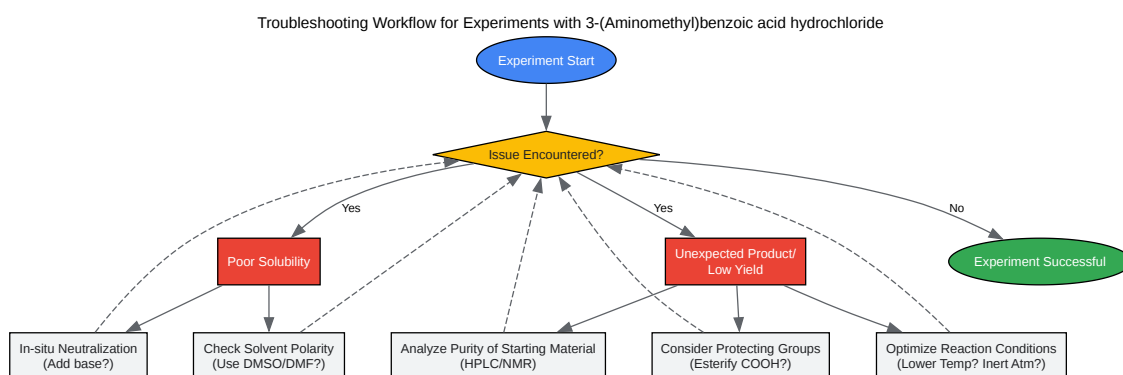 Troubleshooting Workflow for Experiments with 3-(Aminomethyl)benzoic acid hydrochloride
Experiment Start
Issue Encountered?
Yes
Yes
No
Poor Solubility
Unexpected Product/
Low Yield
Experiment Successful
In-situ Neutralization
(Add base?)
Check Solvent Polarity
(Use DMSO/DMF?)
Analyze Purity of Starting Material
(HPLC/NMR)
Consider Protecting Groups
(Esterify COOH?)
Optimize Reaction Conditions
(Lower Temp? Inert Atm?)